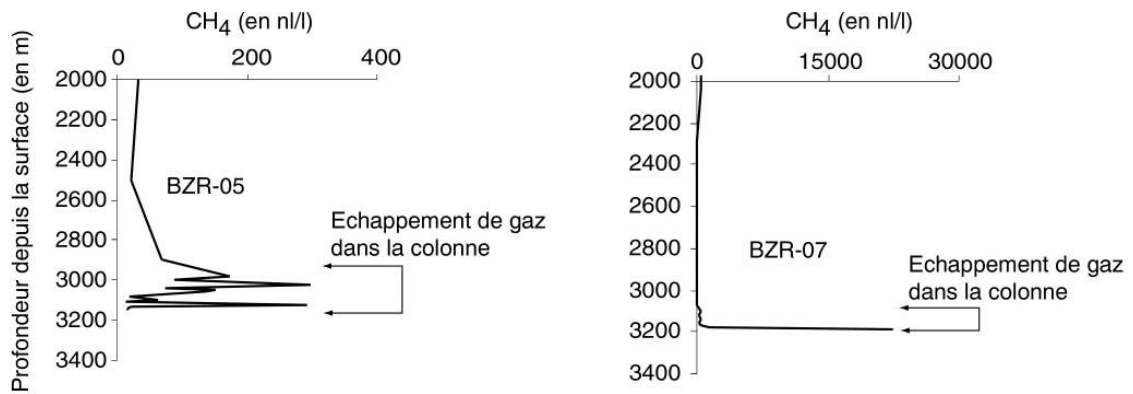 CH4 (en nl/l)
0 200 400
Profondeur depuis la surface (en m)
2000
2200
2400
2600
2800
3000
3200
3400
BZR-05
Echappement de gaz
dans la colonne
CH4 (en nl/l)
0 15000 30000
2000
2200
2400
2600
2800
3000
3200
3400
BZR-07
Echappement de gaz
dans la colonne